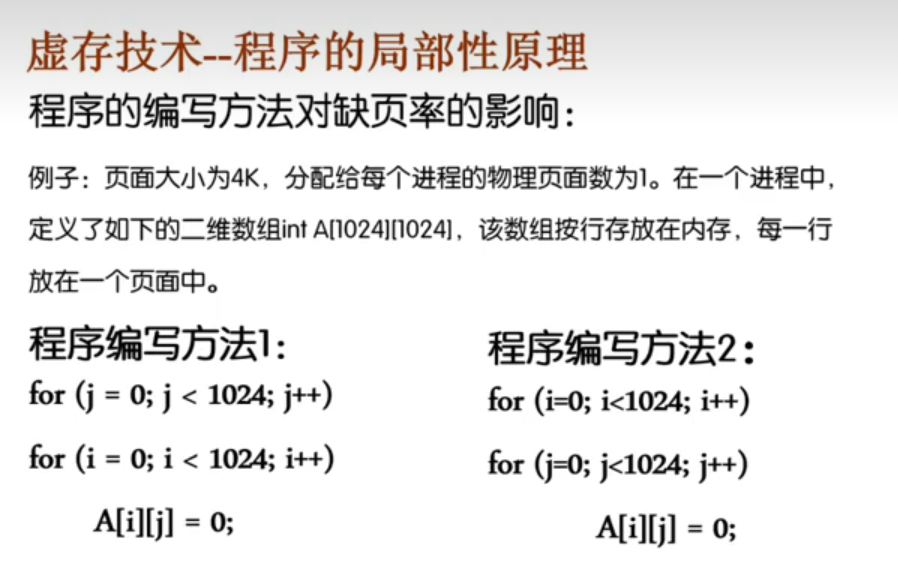 虚存技术--程序的局部性原理
程序的编写方法对缺页率的影响：
例子：页面大小为4K，分配给每个进程的物理页面数为1。在一个进程中，
定义了如下的二维数组int A[1024][1024]，该数组按行存放在内存，每一行
放在一个页面中。
程序编写方法1：
for (j = 0; j < 1024; j++)
for (i = 0; i < 1024; i++)
A[i][j] = 0;
程序编写方法2：
for (i=0; i<1024; i++)
for (j=0; j<1024; j++)
A[i][j] = 0;